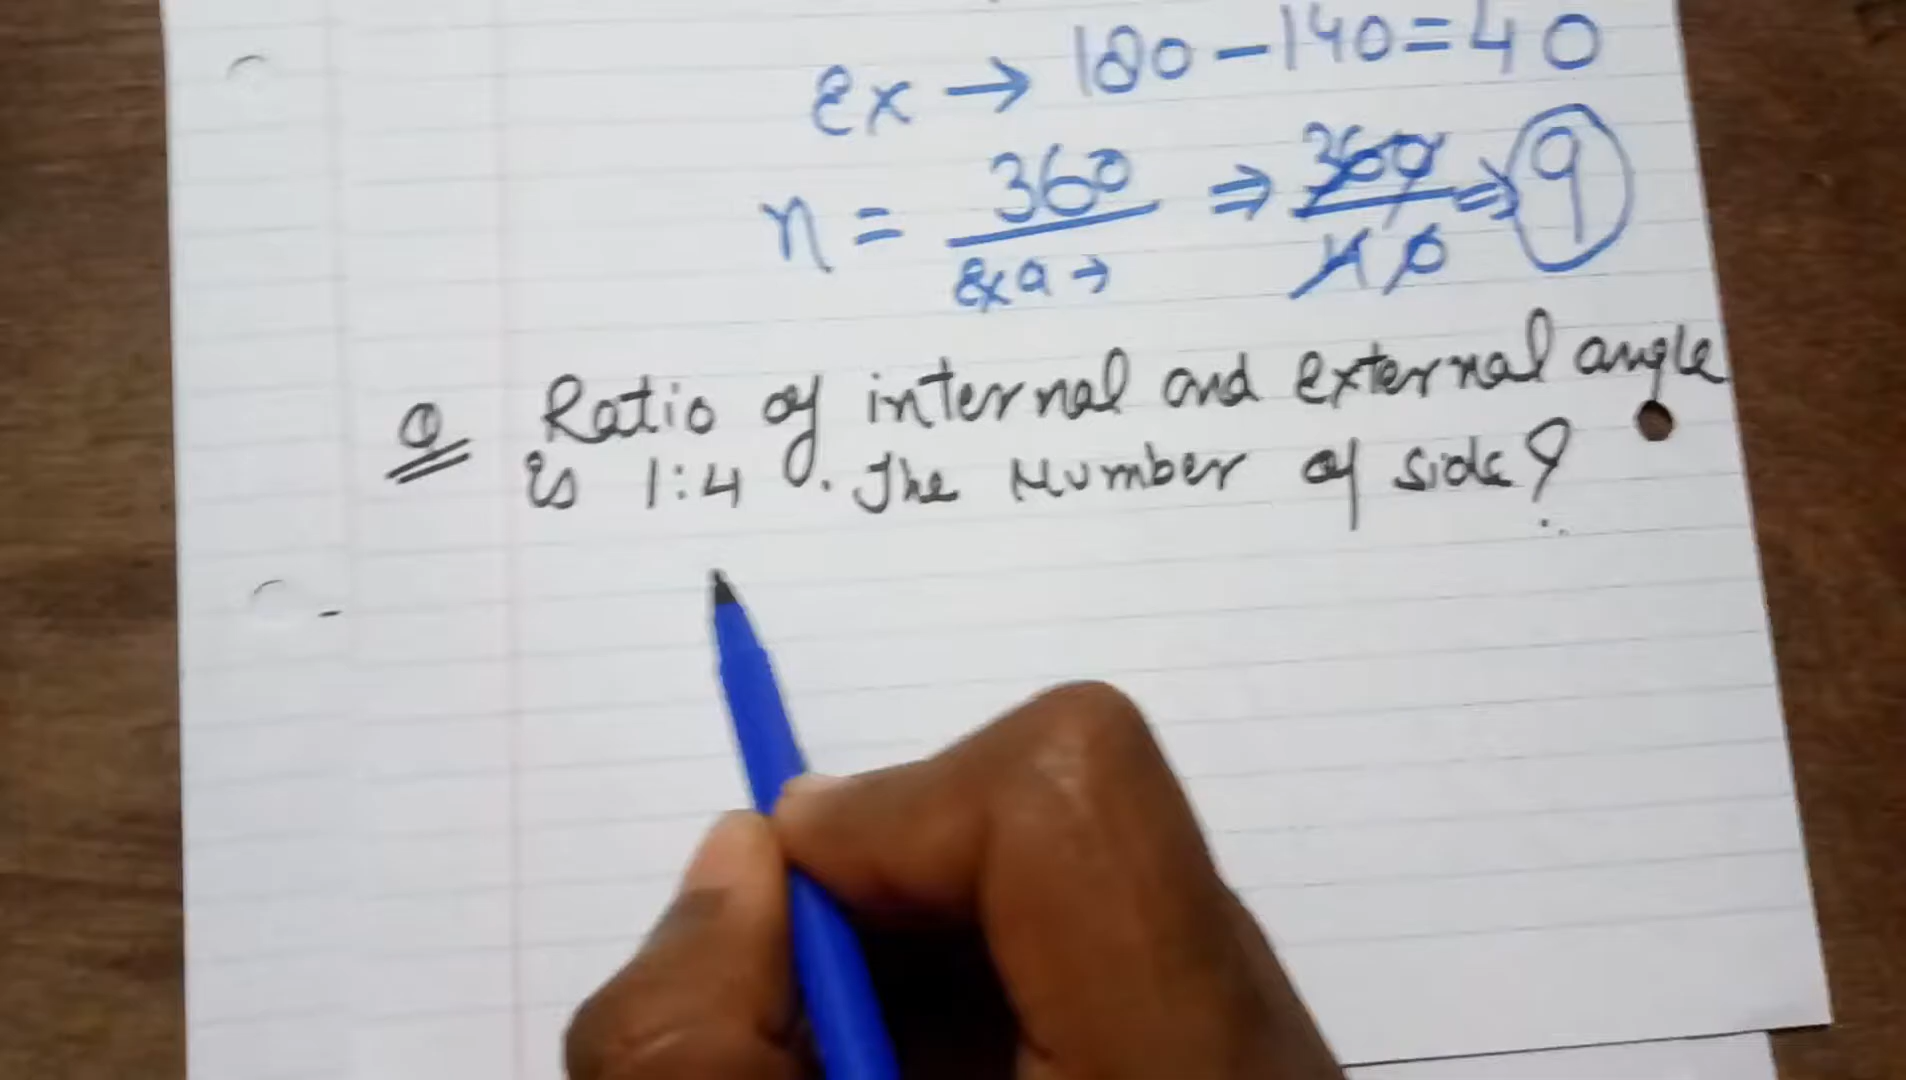 Ex → 180 - 140 = 40
n = 360 / exa → ⇒ 360 / 40 ⇒ 9
Q Ratio of internal and external angle
is 1:4. The Number of side?